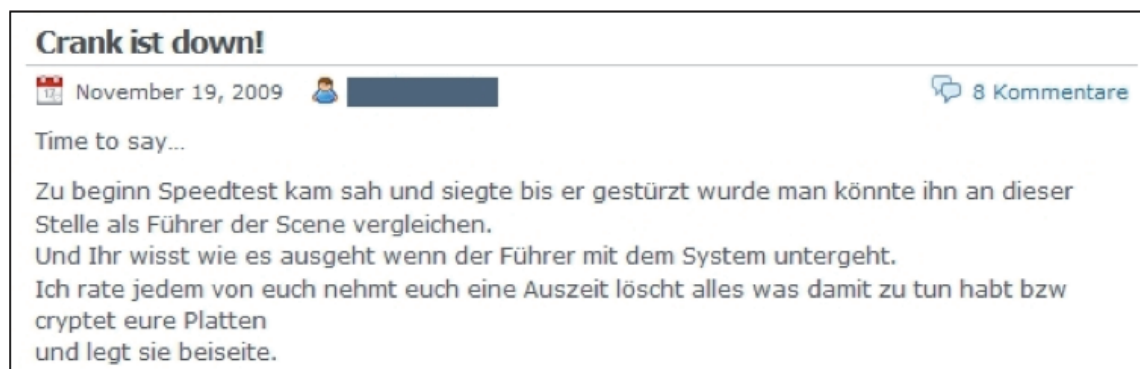 Crank ist down!
November 19, 2009 8 Kommentare
Time to say...
Zu beginn Speedtest kam sah und siegte bis er gestürzt wurde man könnte ihn an dieser
Stelle als Führer der Scene vergleichen.
Und Ihr wisst wie es ausgeht wenn der Führer mit dem System untergeht.
Ich rate jedem von euch nehmt euch eine Auszeit löscht alles was damit zu tun habt bzw
cryptet eure Platten
und legt sie beiseite.